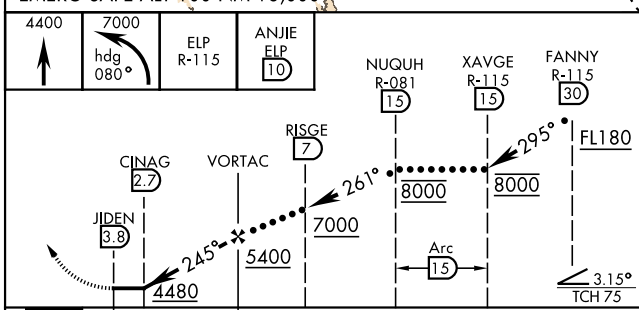 4400
7000
hdg
080°
ELP
R-115
ANJIE
ELP
10
NUQUH
R-081
15
XAVGE
R-115
15
FANNY
R-115
30
RISGE
7
VORTAC
CINAG
2.7
JIDEN
3.8
295°
FL180
261°
8000
8000
7000
245°
5400
4480
Arc
15
3.15°
TCH 75